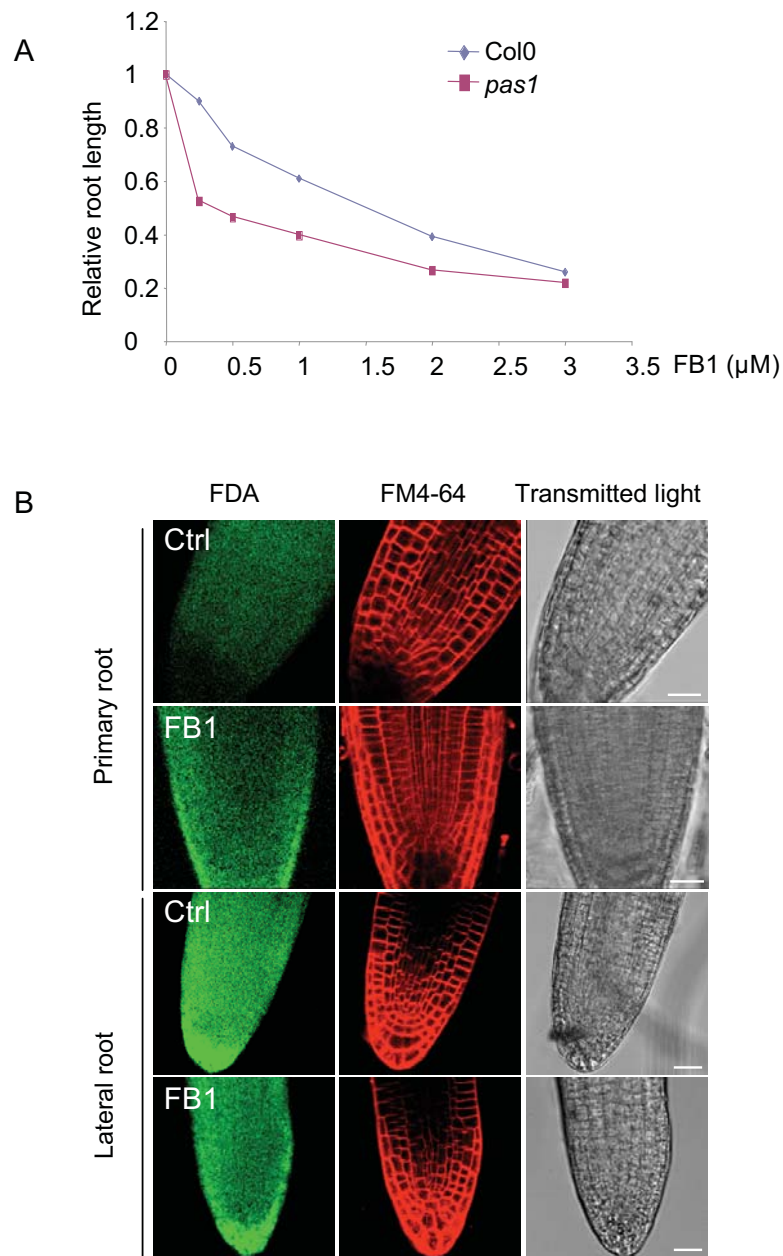 A
1.2
1
0.8
0.6
0.4
0.2
0
Relative root length
Col0
pas1
0 0.5 1 1.5 2 2.5 3 3.5
FB1 (µM)
B
FDA FM4-64 Transmitted light
Primary root
Ctrl
FB1
Lateral root
Ctrl
FB1